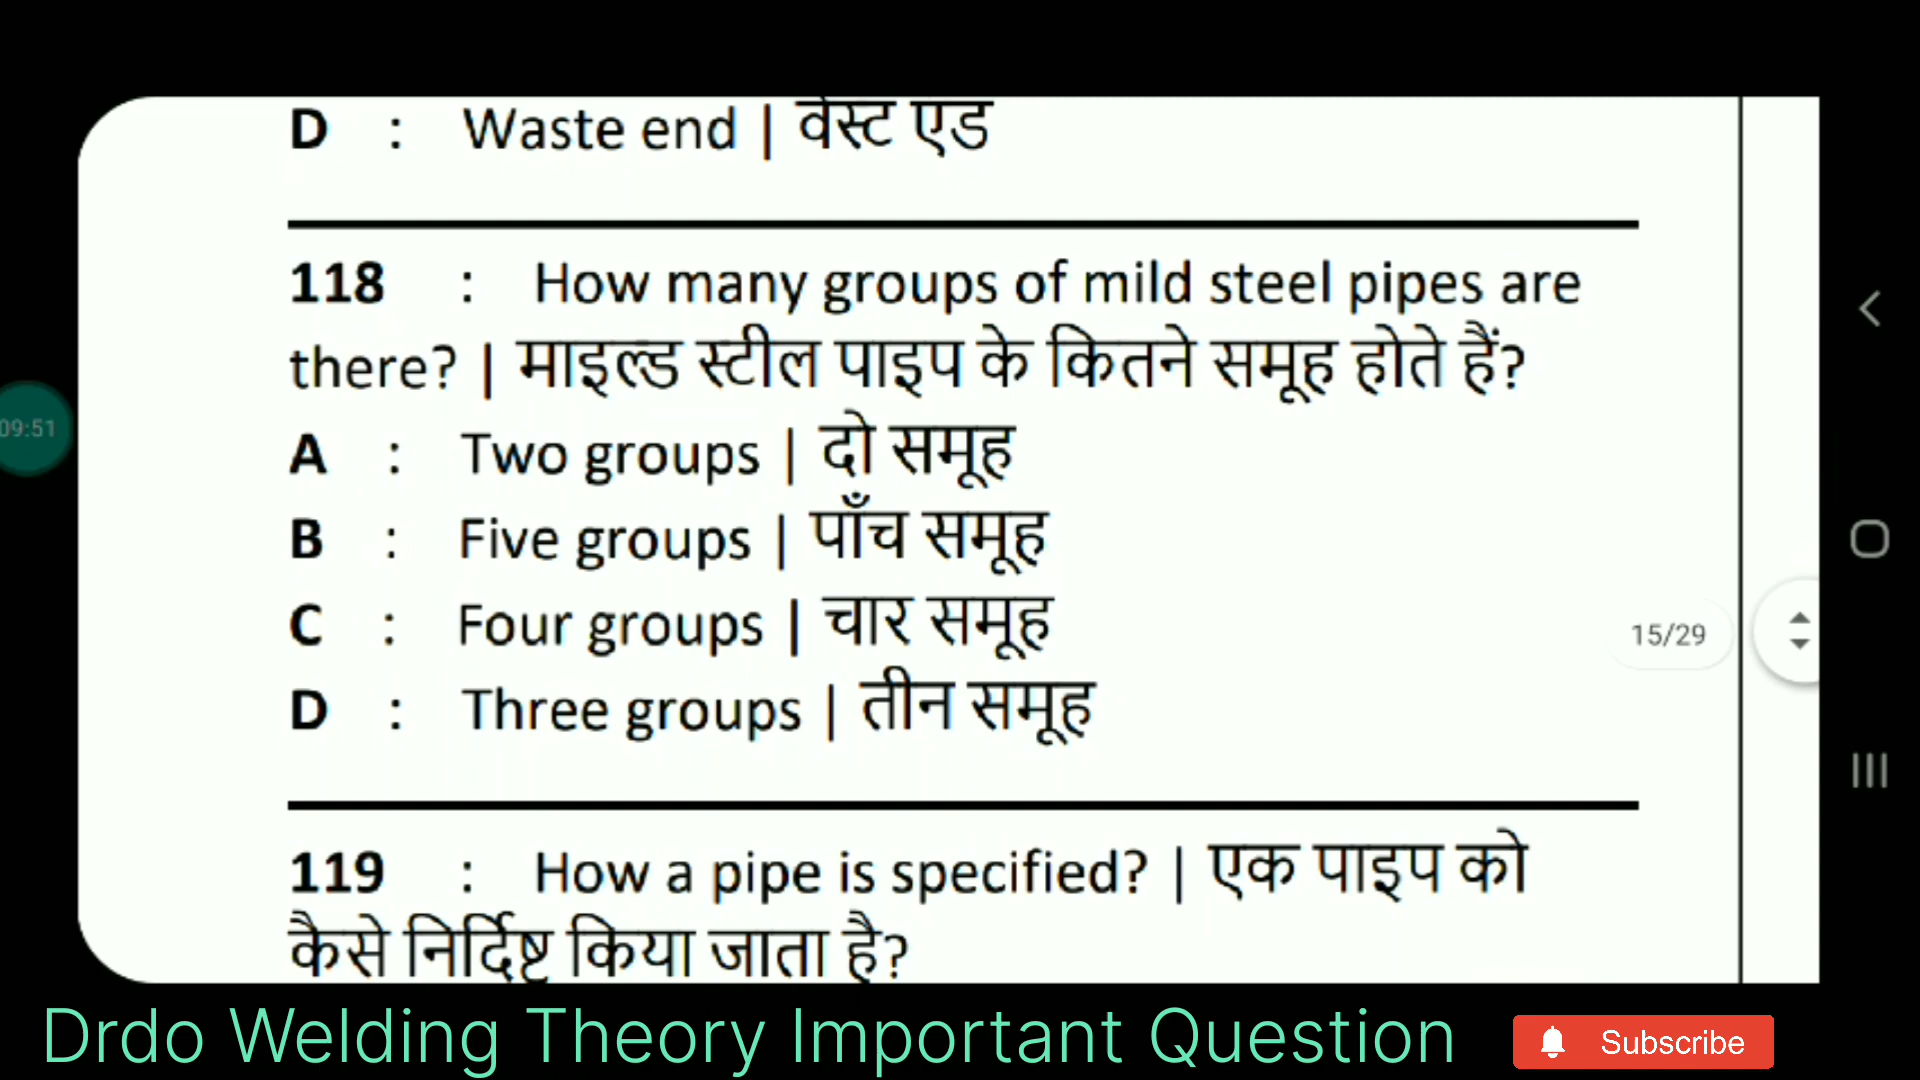 D : Waste end | वेस्ट एंड
118 : How many groups of mild steel pipes are
there? | माइल्ड स्टील पाइप के कितने समूह होते हैं?
A : Two groups | दो समूह
B : Five groups | पाँच समूह
C : Four groups | चार समूह
D : Three groups | तीन समूह
119 : How a pipe is specified? | एक पाइप को
कैसे निर्दिष्ट किया जाता है?
09:51
15/29
Drdo Welding Theory Important Question
Subscribe